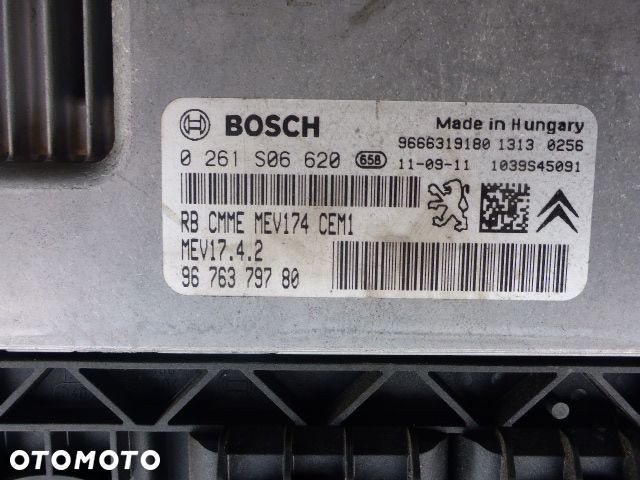 BOSCH
Made in Hungary
0 261 S06 620 658
9666319180 1313 0256
11-09-11 1039S45091
RB CMME MEV174 CEM1
MEV17.4.2
96 763 797 80
OTOMOTO